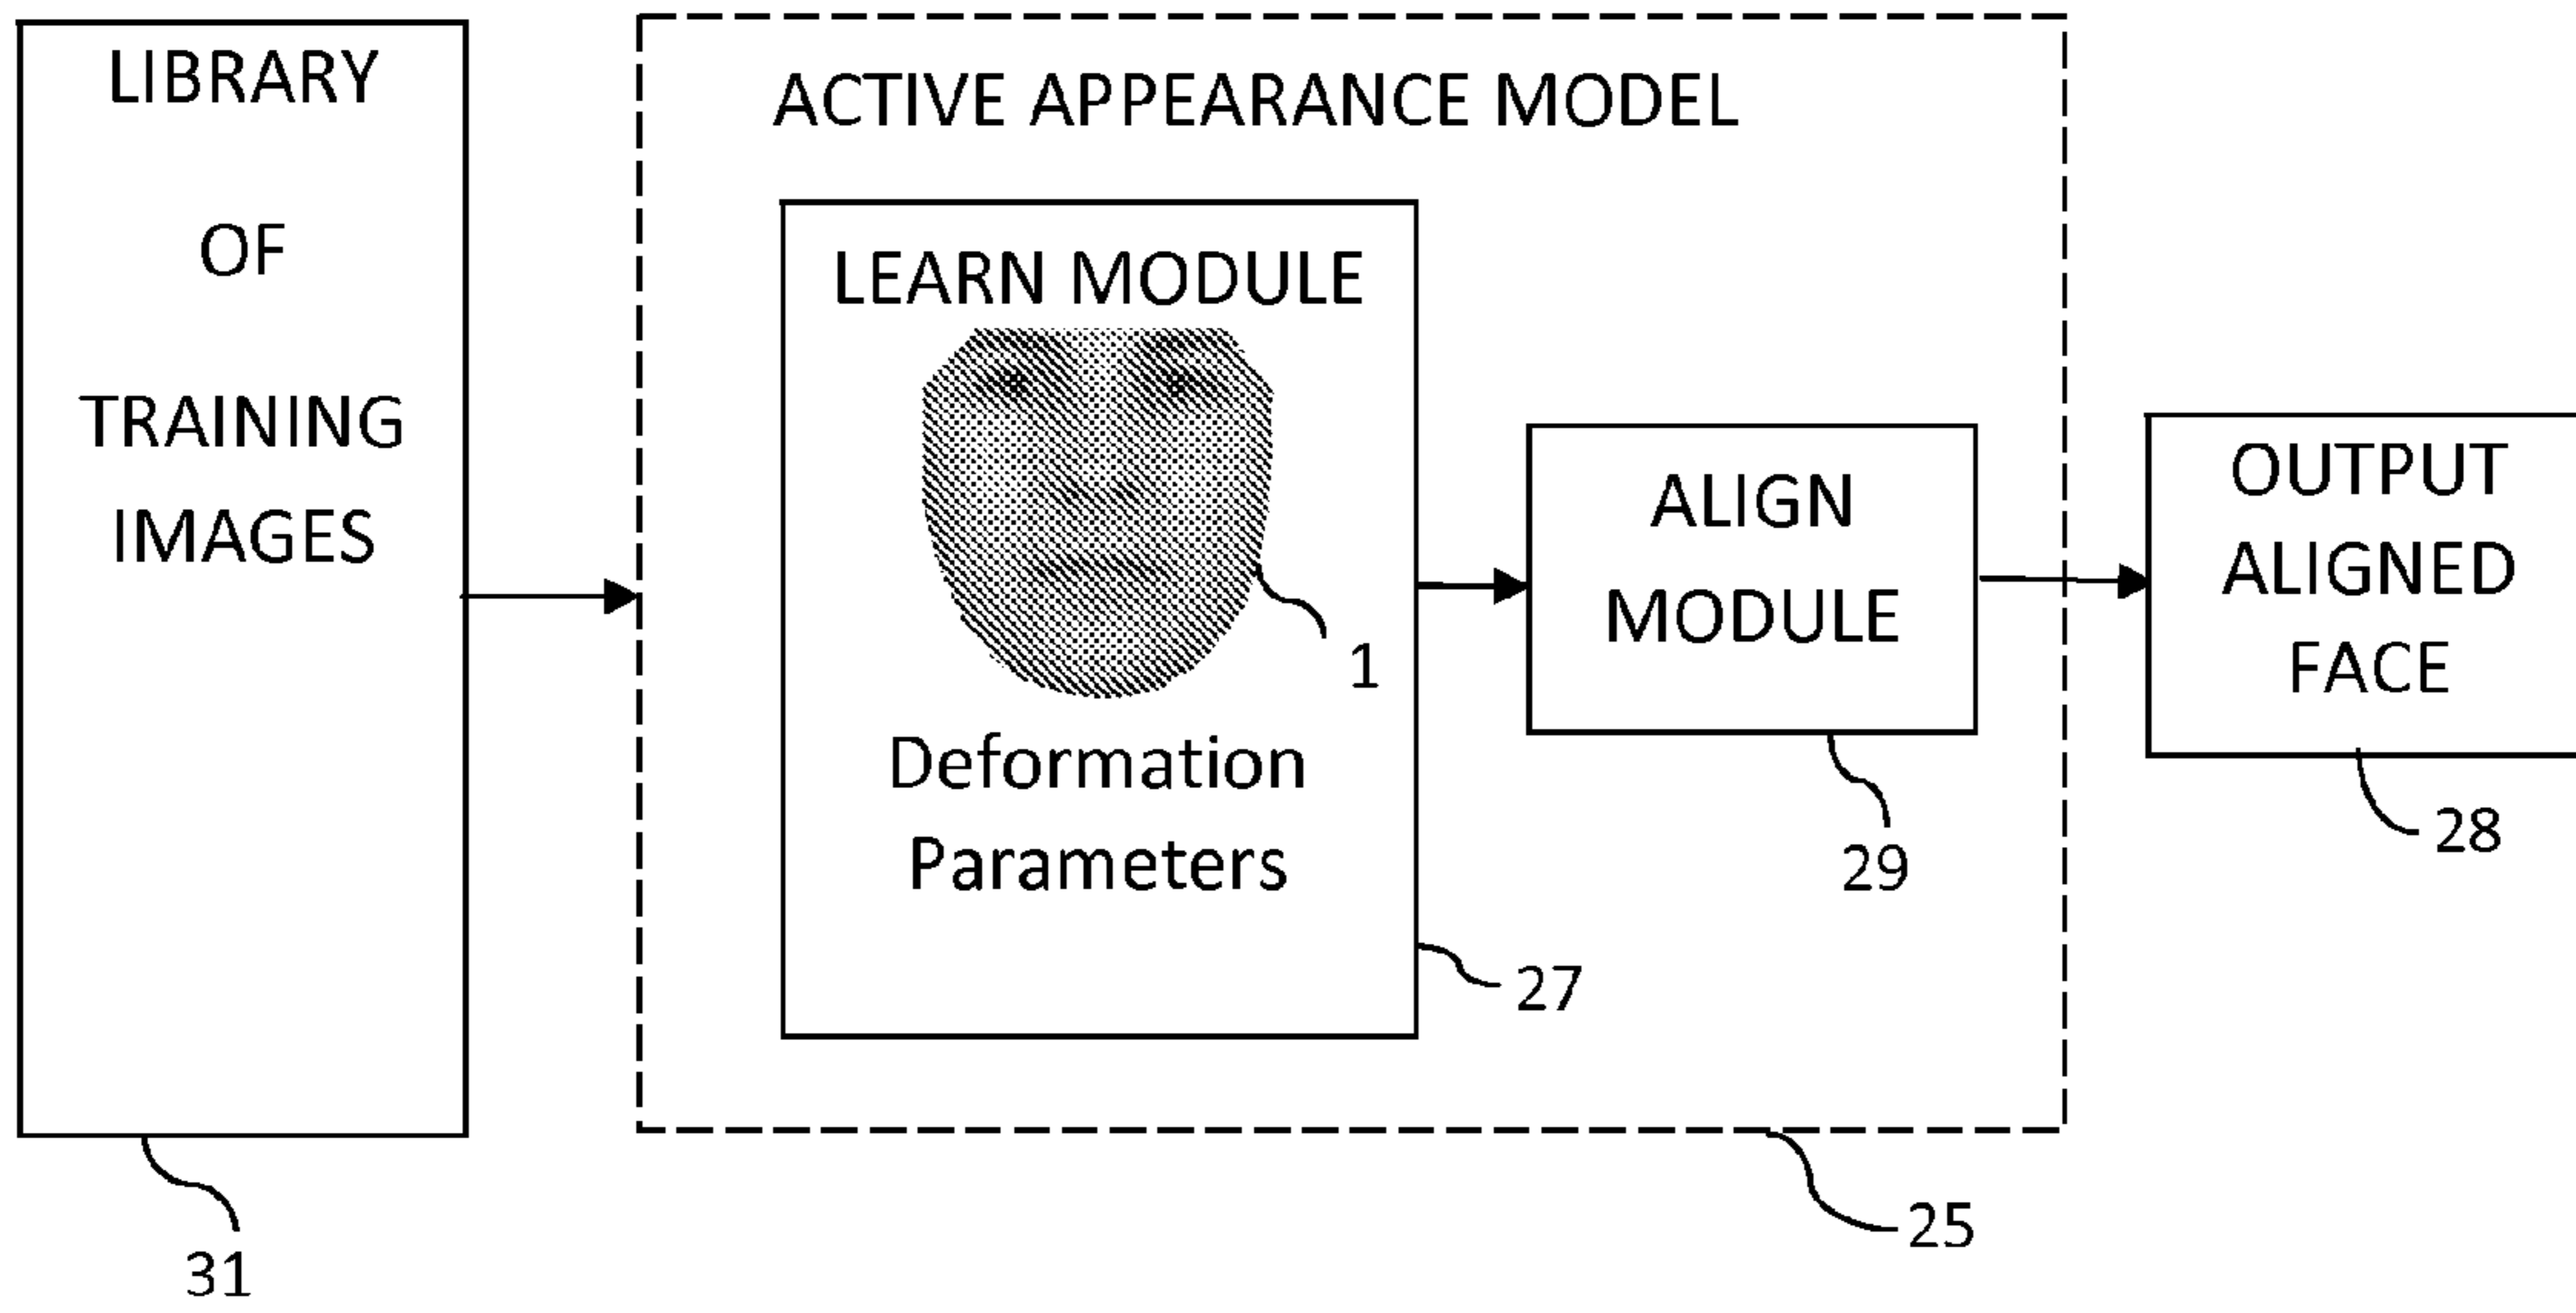 LIBRARY
OF
TRAINING
IMAGES
31
ACTIVE APPEARANCE MODEL
LEARN MODULE
1
Deformation
Parameters
27
ALIGN
MODULE
29
25
OUTPUT
ALIGNED
FACE
28